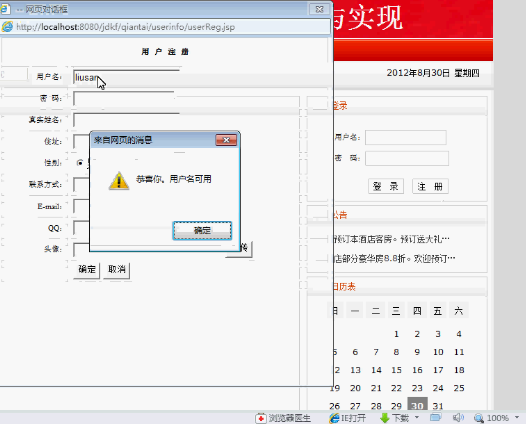 -- 网页对话框
http://localhost:8080/jdkf/qiantai/userinfo/userReg.jsp
与实现
用 户 定 册
2012年8月30日 星期四
用户名: liusan
密 码:
真实姓名:
住址:
性别:
联系方式:
E-mail:
QQ:
头像:
传
确定 取消
来自网页的消息
恭喜你。用户名可用
确定
登录
用户名:
密 码:
登 录 注 册
公告
预订本酒店客房。预订送大礼…
店部分豪华房8.8折。欢迎预订…
日历表
日 一 二 三 四 五 六
1 2 3 4
5 6 7 8 9 10 11
12 13 14 15 16 17 18
19 20 21 22 23 24 25
26 27 28 29 30 31
浏览器医生 IE打开 下载 100%